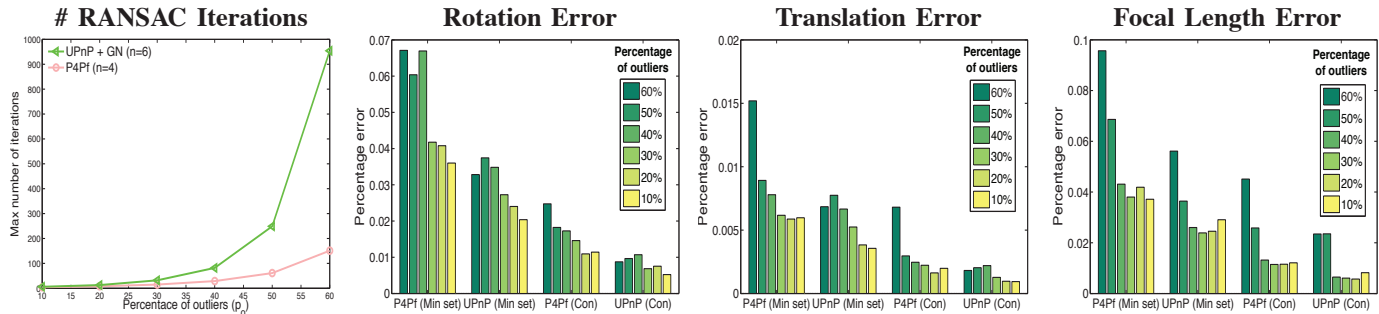 # RANSAC Iterations
Max number of iterations
1000
900
800
700
600
500
400
300
200
100
0
UPnP + GN (n=6)
P4Pf (n=4)
10 15 20 25 30 35 40 45 50 55 60
Percentage of outliers (p_o)
Rotation Error
Percentage error
0.07
0.06
0.05
0.04
0.03
0.02
0.01
0
Percentage
of outliers
60%
50%
40%
30%
20%
10%
P4Pf (Min set) UPnP (Min set) P4Pf (Con) UPnP (Con)
Translation Error
Percentage error
0.02
0.015
0.01
0.005
0
Percentage
of outliers
60%
50%
40%
30%
20%
10%
P4Pf (Min set) UPnP (Min set) P4Pf (Con) UPnP (Con)
Focal Length Error
Percentage error
0.1
0.08
0.06
0.04
0.02
0
Percentage
of outliers
60%
50%
40%
30%
20%
10%
P4Pf (Min set) UPnP (Min set) P4Pf (Con) UPnP (Con)